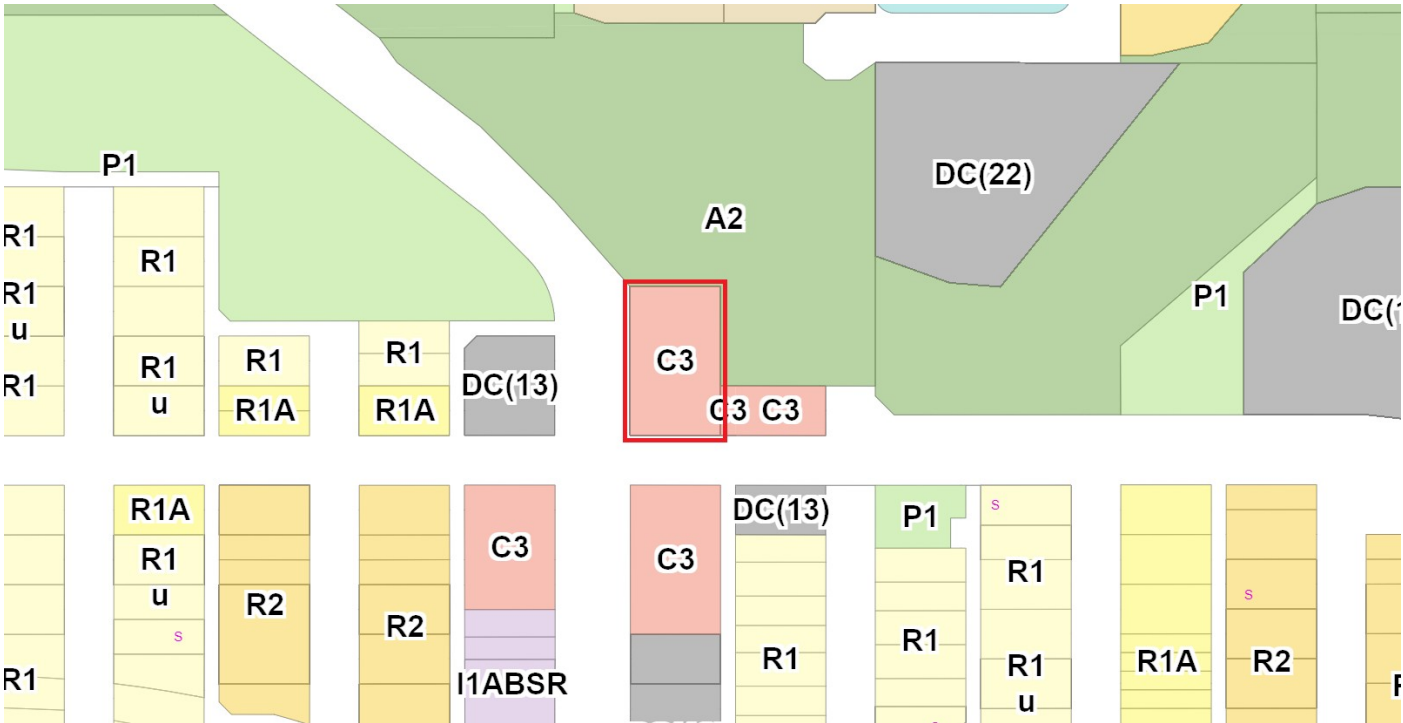 P1
DC(22)
A2
R1
R1
R1
u
P1
DC(1
R1
R1
C3
R1
u
R1
DC(13)
R1A
R1A
C3
C3
R1A
DC(13)
P1
s
C3
R1
u
C3
R1
s
R2
R2
s
R1
R1
R1A
R2
R1
u
R1
I1ABSR